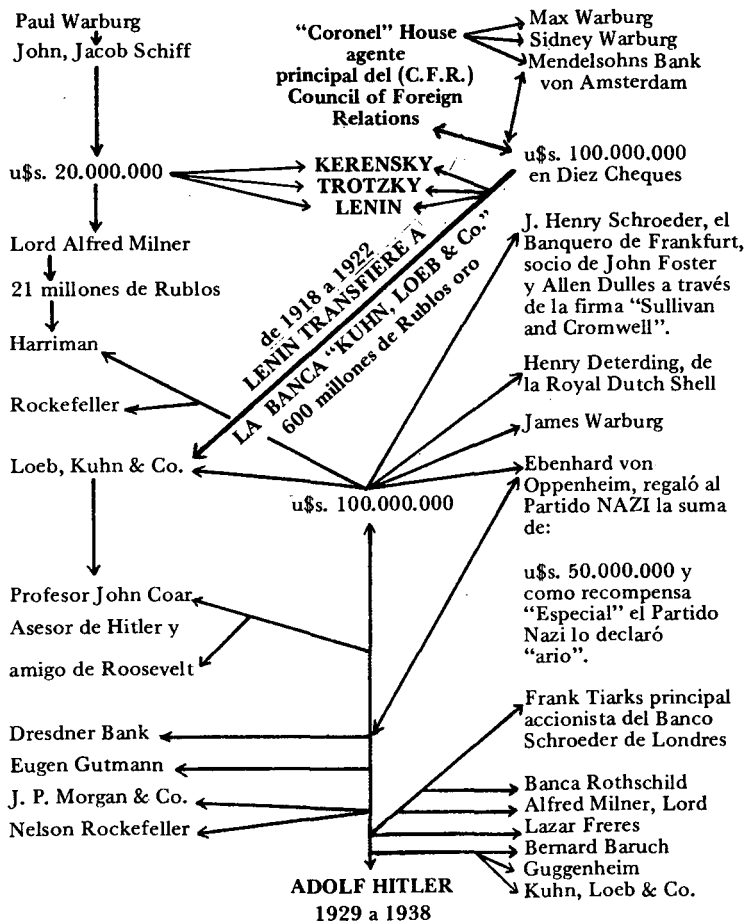 Paul Warburg
John, Jacob Schiff
u$s. 20.000.000
Lord Alfred Milner
21 millones de Rublos
Harriman
Rockefeller
Loeb, Kuhn & Co.
Profesor John Coar
Asesor de Hitler y
amigo de Roosevelt
Dresdner Bank
Eugen Gutmann
J. P. Morgan & Co.
Nelson Rockefeller
“Coronel” House
agente
principal del (C.F.R.)
Council of Foreign
Relations
KERENSKY
TROTZKY
LENIN
de 1918 a 1922
LENIN TRANSFIERE A
LA BANCA “KUHN, LOEB & Co.”
600 millones de Rublos oro
u$s. 100.000.000
ADOLF HITLER
1929 a 1938
Max Warburg
Sidney Warburg
Mendelsohns Bank
von Amsterdam
u$s. 100.000.000
en Diez Cheques
J. Henry Schroeder, el
Banquero de Frankfurt,
socio de John Foster
y Allen Dulles a través
de la firma “Sullivan
and Cromwell”.
Henry Deterding, de
la Royal Dutch Shell
James Warburg
Ebenhard von
Oppenheim, regaló al
Partido NAZI la suma
de:
u$s. 50.000.000 y
como recompensa
“Especial” el Partido
Nazi lo declaró
“ario”.
Frank Tiarks principal
accionista del Banco
Schroeder de Londres
Banca Rothschild
Alfred Milner, Lord
Lazar Freres
Bernard Baruch
Guggenheim
Kuhn, Loeb & Co.